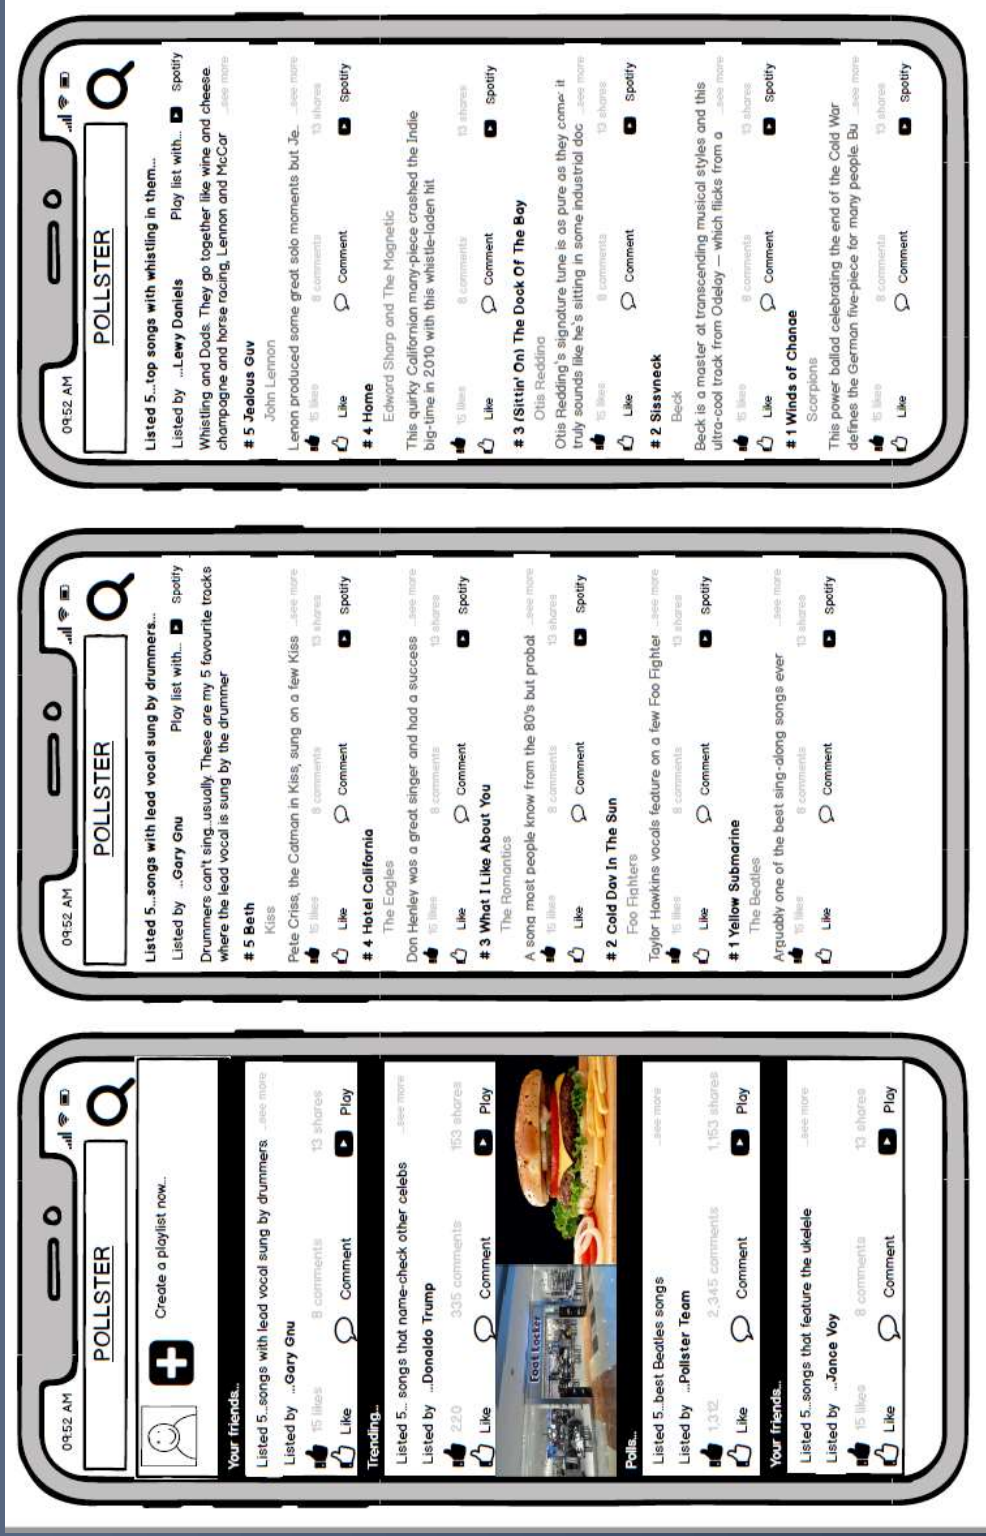 09:52 AM
POLLSTER
Create a playlist now...
Your friends...
Listed 5...songs with lead vocal sung by drummers ...see more
Listed by ...Gary Gnu
15 likes 8 comments 13 shares
Like Comment Play
Trending...
Listed 5... songs that name-check other celebs ...see more
Listed by ...Donaldo Trump
220 335 comments 153 shares
Like Comment Play
Foot Locker
Polls...
Listed 5...best Beatles songs ...see more
Listed by ...Pollster Team
1,312 2,345 comments 1,153 shares
Like Comment Play
Your friends...
Listed 5...songs that feature the ukelele ...see more
Listed by ...Jance Voy
15 likes 8 comments 13 shares
Like Comment Play
09:52 AM
POLLSTER
Listed 5...songs with lead vocal sung by drummers...
Listed by ...Gary Gnu Play list with... Spotify
Drummers can't sing...usually. These are my 5 favourite tracks
where the lead vocal is sung by the drummer
# 5 Beth
Kiss
Pete Criss, the Catman in Kiss, sung on a few Kiss ...see more
15 likes 8 comments 13 shares
Like Comment Spotify
# 4 Hotel California
The Eagles
Don Henley was a great singer and had a success ...see more
15 likes 8 comments 13 shares
Like Comment Spotify
# 3 What I Like About You
The Romantics
A song most people know from the 80's but probal ...see more
15 likes 8 comments 13 shares
Like Comment Spotify
# 2 Cold Day In The Sun
Foo Fighters
Taylor Hawkins vocals feature on a few Foo Fighter ...see more
15 likes 8 comments 13 shares
Like Comment Spotify
# 1 Yellow Submarine
The Beatles
Arguably one of the best sing-along songs ever ...see more
15 likes 8 comments 13 shares
Like Comment Spotify
09:52 AM
POLLSTER
Listed 5...top songs with whistling in them...
Listed by ...Lewy Daniels Play list with... Spotify
Whistling and Dads. They go together like wine and cheese,
champagne and horse racing, Lennon and McCar ...see more
# 5 Jealous Guy
John Lennon
Lenon produced some great solo moments but Je... ...see more
15 likes 8 comments 13 shares
Like Comment Spotify
# 4 Home
Edward Sharp and The Magnetic
This quirky Californian many-piece crashed the Indie
big-time in 2010 with this whistle-laden hit
15 likes 8 comments 13 shares
Like Comment Spotify
# 3 (Sittin' On) The Dock Of The Bay
Otis Redding
Otis Redding's signature tune is as pure as they come' it
truly sounds like he's sitting in some industrial doc ...see more
15 likes 8 comments 13 shares
Like Comment Spotify
# 2 Sissyneck
Beck
Beck is a master at transcending musical styles and this
ultra-cool track from Odelay – which flicks from a ...see more
15 likes 8 comments 13 shares
Like Comment Spotify
# 1 Winds of Change
Scorpions
This power ballad celebrating the end of the Cold War
defines the German five-piece for many people. Bu ...see more
15 likes 8 comments 13 shares
Like Comment Spotify